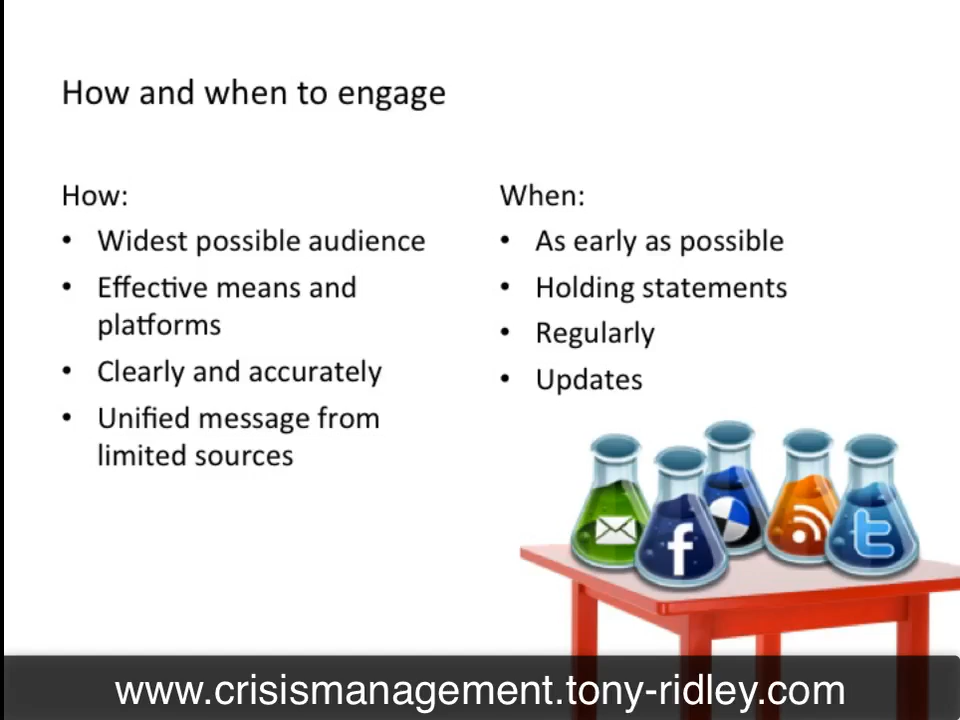 How and when to engage
How:
• Widest possible audience
• Effective means and
platforms
• Clearly and accurately
• Unified message from
limited sources
When:
• As early as possible
• Holding statements
• Regularly
• Updates
f
t
www.crisismanagement.tony-ridley.com